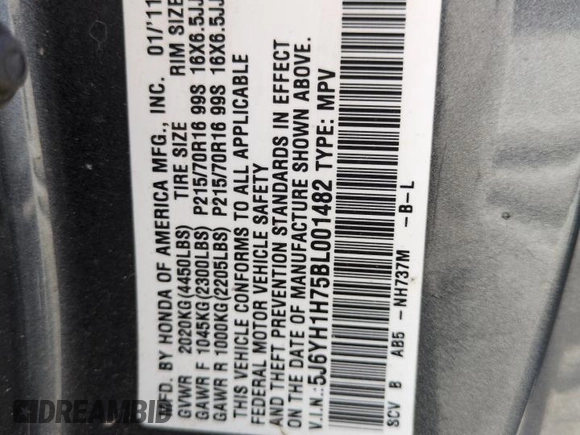 MFD. BY HONDA OF AMERICA MFG., INC. 01/'11
GVWR 2020KG(4450LBS) TIRE SIZE RIM SIZE
GAWR F 1045KG(2300LBS) P215/70R16 99S 16X6.5JJ
GAWR R 1000KG(2205LBS) P215/70R16 99S 16X6.5JJ
THIS VEHICLE CONFORMS TO ALL APPLICABLE
FEDERAL MOTOR VEHICLE SAFETY
AND THEFT PREVENTION STANDARDS IN EFFECT
ON THE DATE OF MANUFACTURE SHOWN ABOVE.
V.I.N.: 5J6YH1H75BL001482 TYPE: MPV
SCV B AB5 -NH737M -B-L
DREAMBID